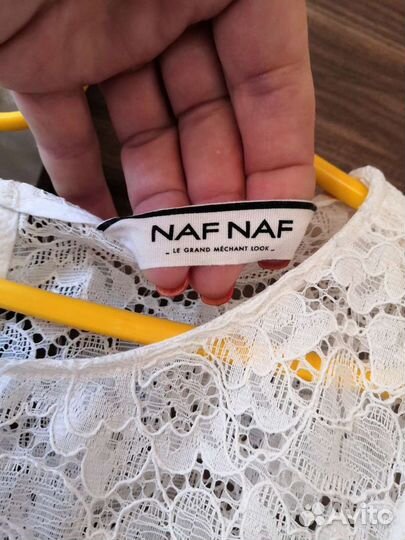 NAF NAF
_ LE GRAND MÉCHANT LOOK _
Avito